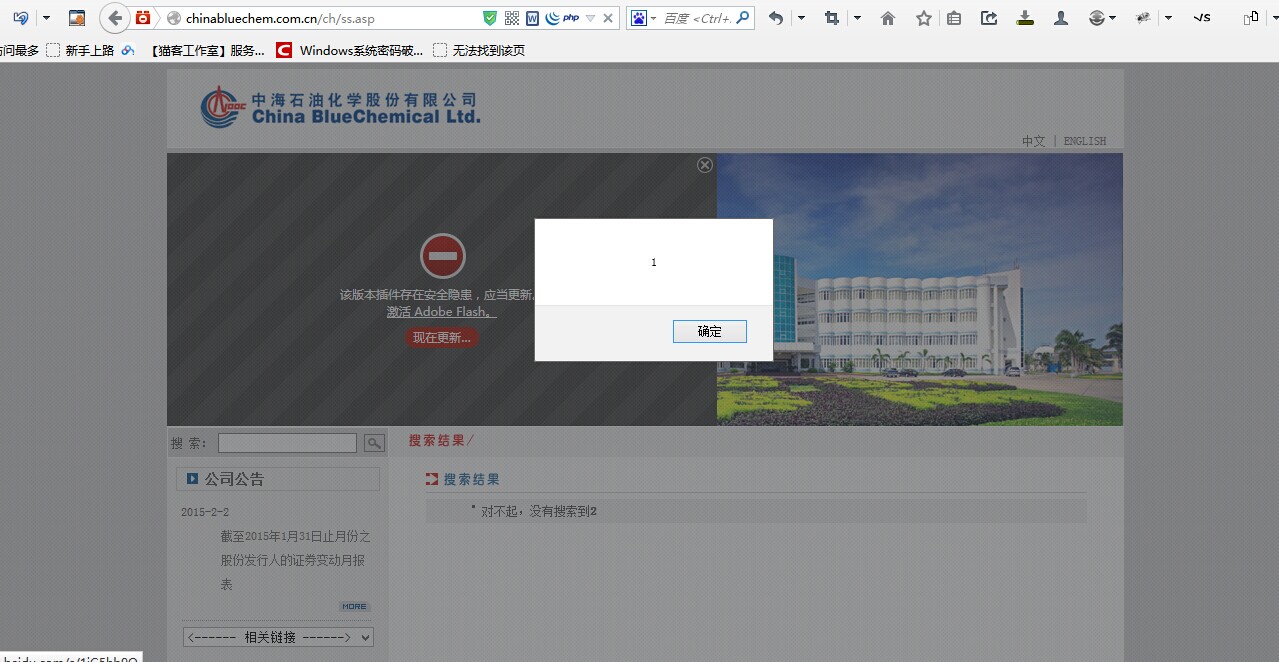 chinabluechem.com.cn/ch/ss.asp
php
百度 <Ctrl+.
√S
访问最多 新手上路 【猫客工作室】服务... Windows系统密码破... 无法找到该页
中海石油化学股份有限公司
China BlueChemical Ltd.
中文 | ENGLISH
该版本插件存在安全隐患，应当更新。
激活 Adobe Flash。
现在更新...
1
确定
搜 索：
搜索结果/
公司公告
搜索结果
2015-2-2
对不起，没有搜索到2
截至2015年1月31日止月份之
股份发行人的证券变动月报
表
MORE
<------ 相关链接 ------>